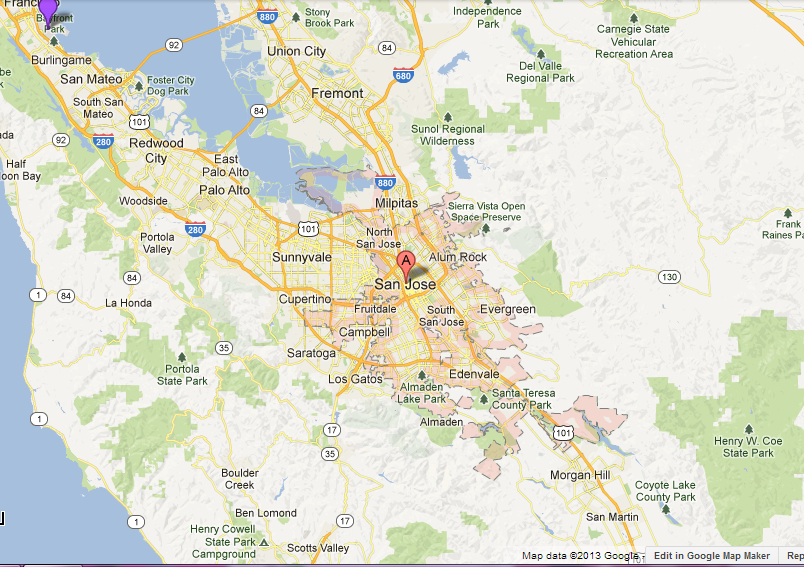 Francisco
880
Stony
Brook Park
Independence
Park
Carnegie State
Vehicular
Recreation Area
Bayfront
Park
92
Union City
84
Del Valle
Regional Park
Burlingame
San Mateo
Foster City
Dog Park
680
Fremont
South San
Mateo
101
84
Sunol Regional
Wilderness
92
280
Redwood
City
Half
oon Bay
East
Palo Alto
Palo Alto
880
Woodside
Milpitas
Sierra Vista Open
Space Preserve
Frank
Raines Pa
280
101
North
San Jose
Portola
Valley
Sunnyvale
Alum Rock
A
130
84
San Jose
1
84
La Honda
Cupertino
Fruitdale
South
San Jose
Evergreen
Campbell
35
Saratoga
Portola
State Park
Los Gatos
Edenvale
Almaden
Lake Park
Santa Teresa
County Park
1
Almaden
17
101
Henry W. Coe
State Park
35
Boulder
Creek
Morgan Hill
Coyote Lake
County Park
Ben Lomond
San Martin
1
17
Henry Cowell
State Park
Campground
Scotts Valley
101
Map data ©2013 Google
Edit in Google Map Maker
Rep